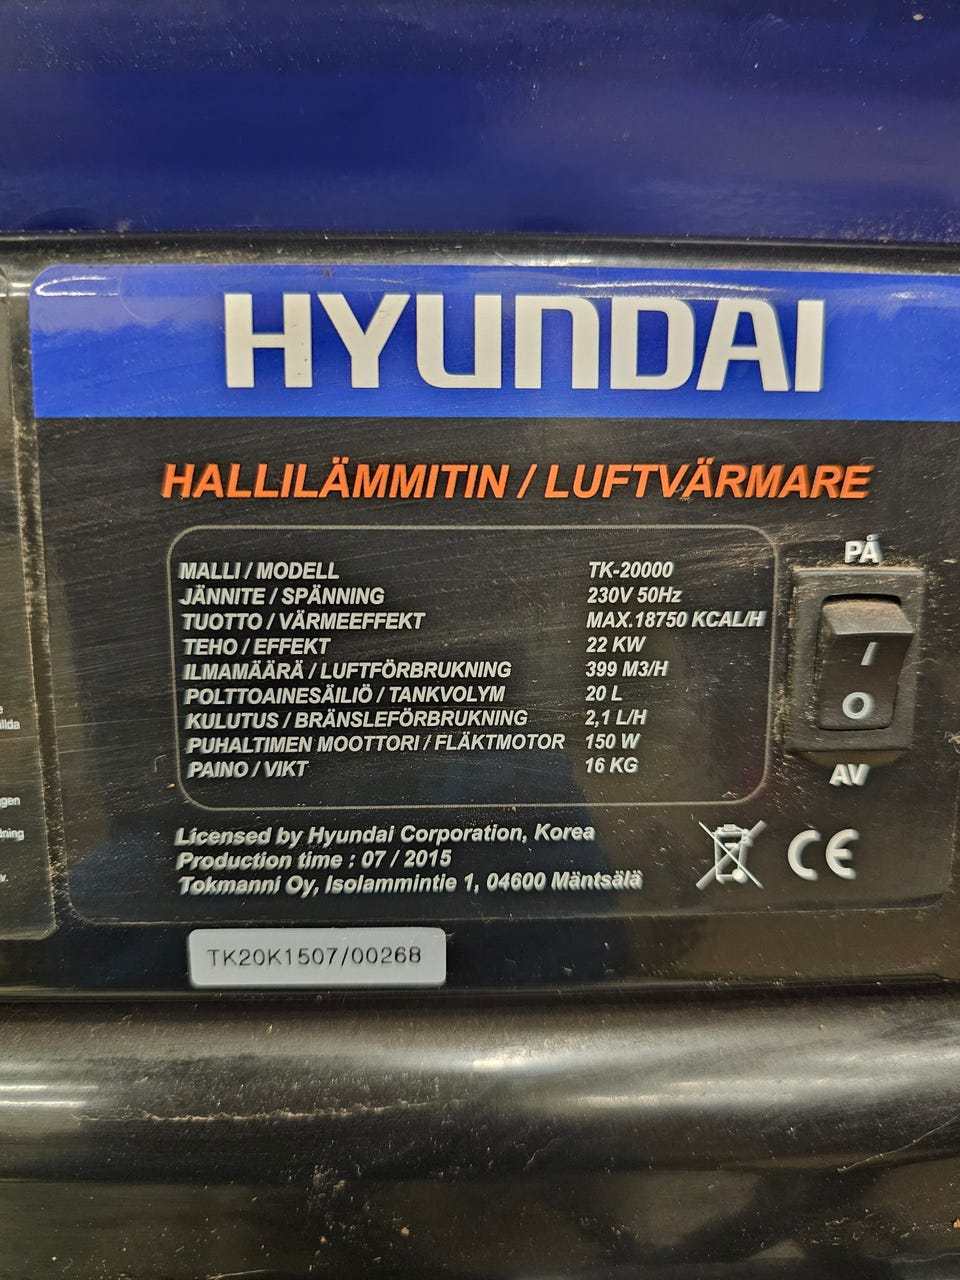 HYUNDAI
HALLILÄMMITIN / LUFTVÄRMARE
MALLI / MODELL TK-20000
JÄNNITE / SPÄNNING 230V 50Hz
TUOTTO / VÄRMEEFFEKT MAX.18750 KCAL/H
TEHO / EFFEKT 22 KW
ILMAMÄÄRÄ / LUFTFÖRBRUKNING 399 M3/H
POLTTOAINESÄILIÖ / TANKVOLYM 20 L
KULUTUS / BRÄNSLEFÖRBRUKNING 2,1 L/H
PUHALTIMEN MOOTTORI / FLÄKTMOTOR 150 W
PAINO / VIKT 16 KG
PÅ
I
O
AV
Licensed by Hyundai Corporation, Korea
Production time : 07 / 2015
Tokmanni Oy, Isolammintie 1, 04600 Mäntsälä
CE
TK20K1507/00268